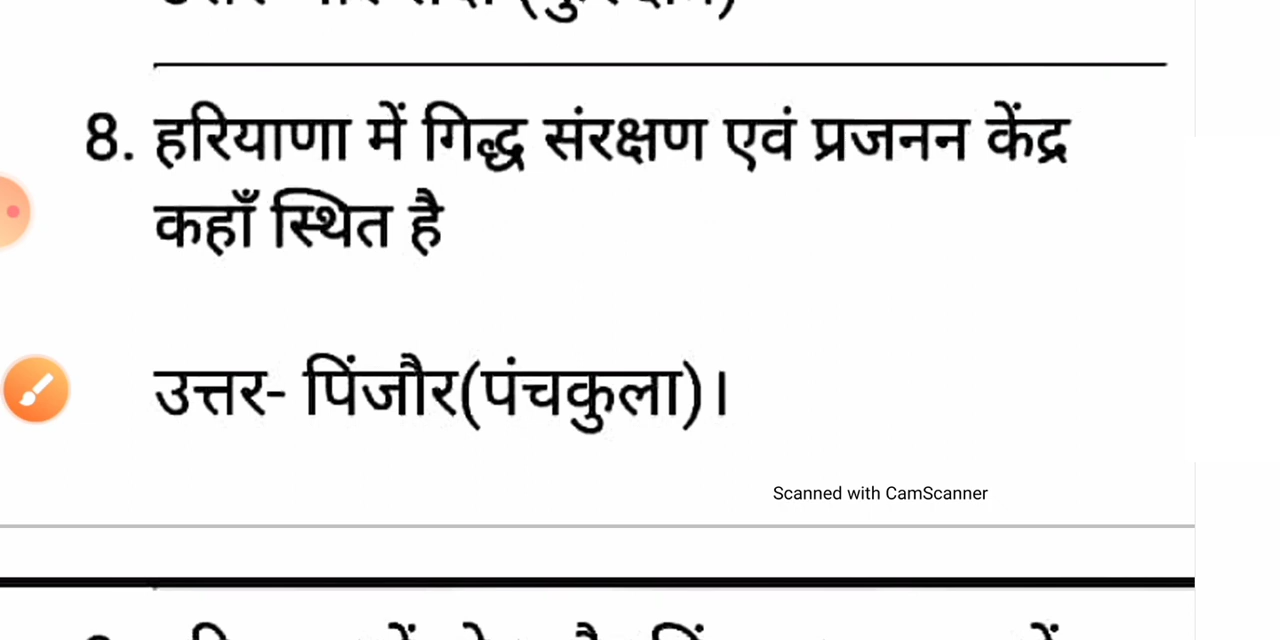 8. हरियाणा में गिद्ध संरक्षण एवं प्रजनन केंद्र
कहाँ स्थित है
उत्तर- पिंजौर(पंचकुला)।
Scanned with CamScanner